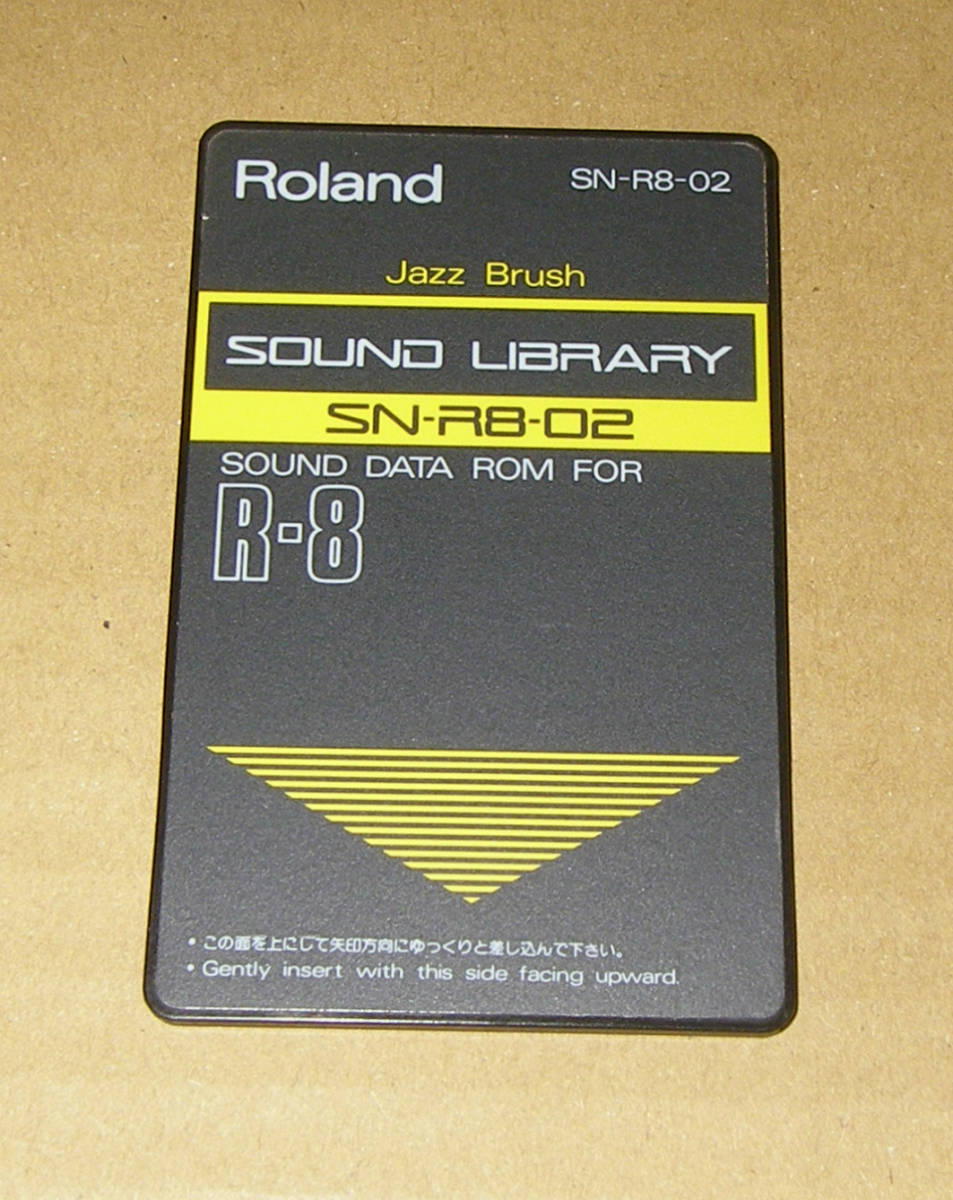 Roland SN-R8-02
Jazz Brush
SOUND LIBRARY
SN-R8-02
SOUND DATA ROM FOR
R-8
• この面を上にして矢印方向にゆっくりと差し込んで下さい。
• Gently insert with this side facing upward.